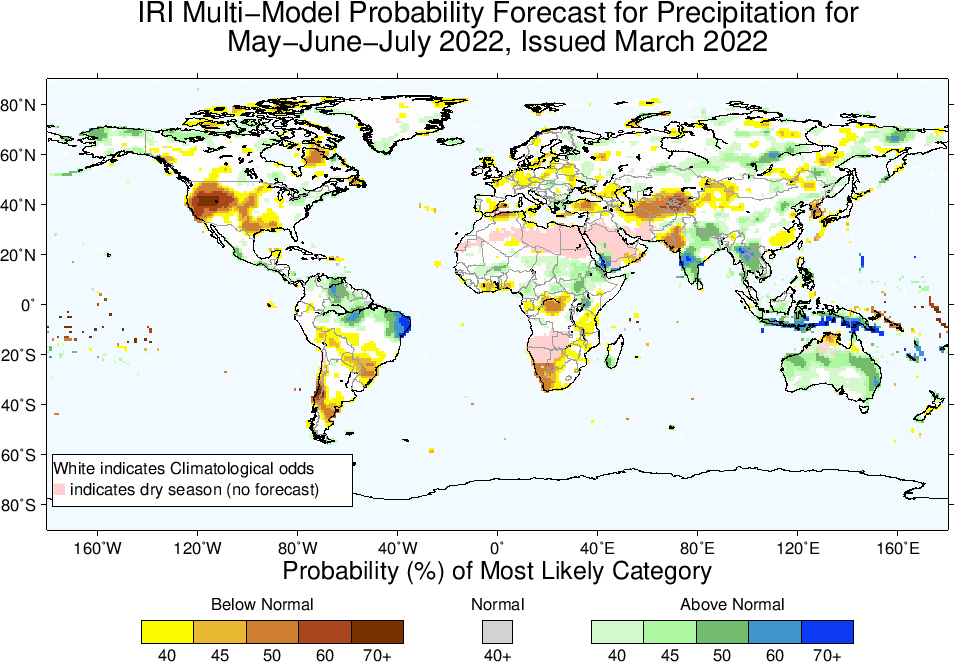 IRI Multi−Model Probability Forecast for Precipitation for
May−June−July 2022, Issued March 2022
80˚N
60˚N
40˚N
20˚N
0˚
20˚S
40˚S
60˚S
80˚S
White indicates Climatological odds
indicates dry season (no forecast)
160˚W 120˚W 80˚W 40˚W 0˚ 40˚E 80˚E 120˚E 160˚E
Probability (%) of Most Likely Category
Below Normal Normal Above Normal
40 45 50 60 70+ 40+ 40 45 50 60 70+